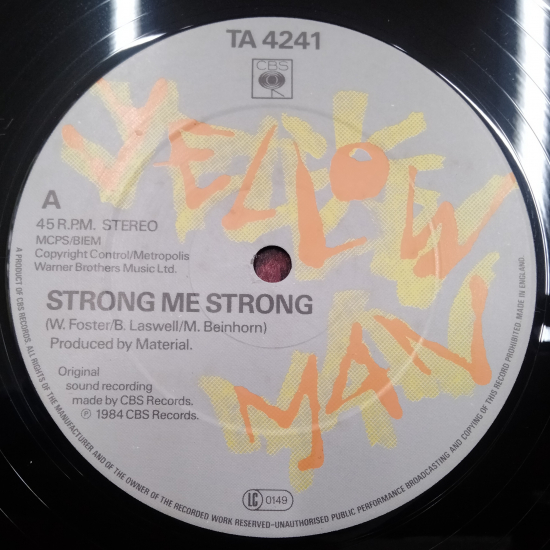 TA 4241
CBS
YELLOW
MAN
A
45 R.P.M. STEREO
MCPS/BIEM
Copyright Control/Metropolis
Warner Brothers Music Ltd.
STRONG ME STRONG
(W. Foster/B. Laswell/M. Beinhorn)
Produced by Material.
Original
sound recording
made by CBS Records.
℗ 1984 CBS Records.
LC 0149
A PRODUCT OF CBS RECORDS. ALL RIGHTS OF THE MANUFACTURER AND OF THE OWNER OF THE RECORDED WORK RESERVED-UNAUTHORISED PUBLIC PERFORMANCE BROADCASTING AND COPYING OF THIS RECORD PROHIBITED. MADE IN ENGLAND.